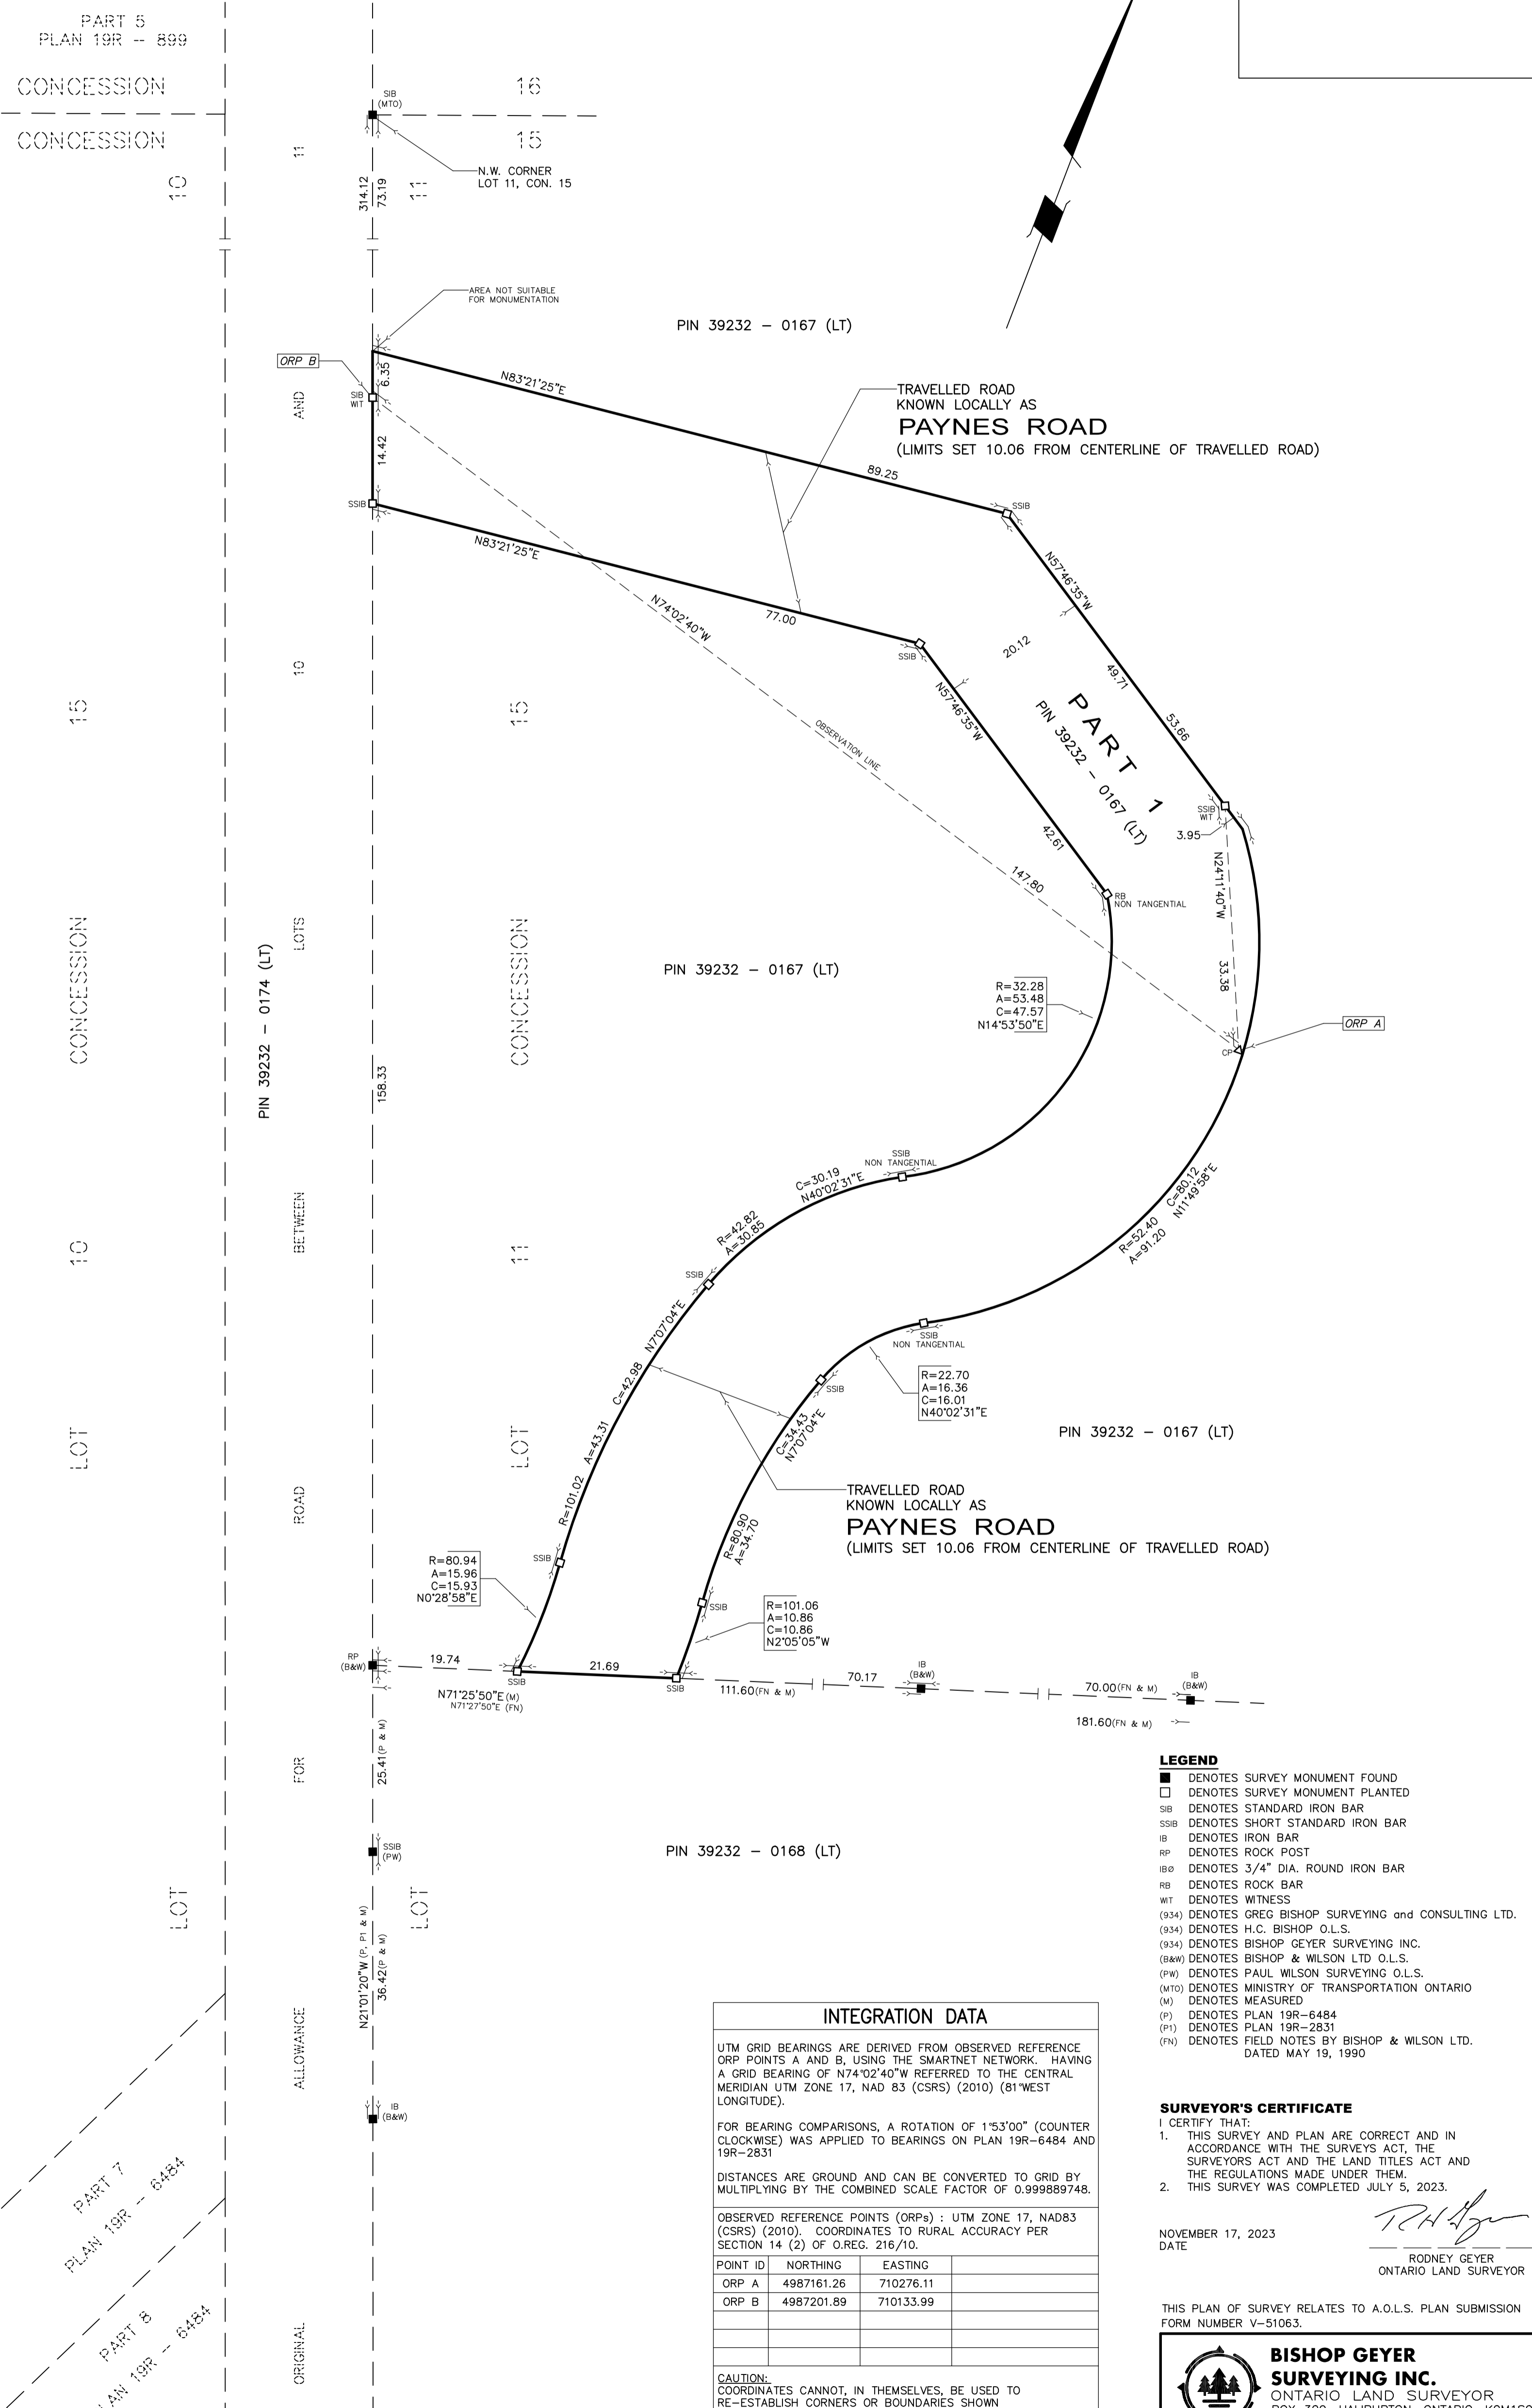 PART 5
PLAN 19R -- 899
CONCESSION
16
CONCESSION
15
SIB
(MTO)
N.W. CORNER
LOT 11, CON. 15
10
11
11
314.12
73.19
AREA NOT SUITABLE
FOR MONUMENTATION
PIN 39232 – 0167 (LT)
ORP B
6.35
SIB
WIT
14.42
SSIB
N83°21'25"E
89.25
TRAVELLED ROAD
KNOWN LOCALLY AS
PAYNES ROAD
(LIMITS SET 10.06 FROM CENTERLINE OF TRAVELLED ROAD)
SSIB
AND
N83°21'25"E
77.00
SSIB
N74°02'40"W
OBSERVATION LINE
147.80
N57°46'35"W
20.12
49.71
53.66
N57°46'35"W
42.61
PART 1
PIN 39232 – 0167 (LT)
SSIB
WIT
3.95
N24°11'40"W
33.38
RB
NON TANGENTIAL
10
15
15
LOTS
CONCESSION
CONCESSION
PIN 39232 – 0174 (LT)
PIN 39232 – 0167 (LT)
R=32.28
A=53.48
C=47.57
N14°53'50"E
ORP A
CP
158.33
SSIB
NON TANGENTIAL
C=30.19
N40°02'31"E
R=42.82
A=30.85
C=80.12
N11°49'58"E
R=52.40
A=91.20
BETWEEN
10
11
SSIB
SSIB
NON TANGENTIAL
N7°07'04"E
C=42.98
A=43.31
R=101.02
SSIB
R=22.70
A=16.36
C=16.01
N40°02'31"E
C=34.43
N7°07'04"E
PIN 39232 – 0167 (LT)
LOT
LOT
ROAD
TRAVELLED ROAD
KNOWN LOCALLY AS
PAYNES ROAD
(LIMITS SET 10.06 FROM CENTERLINE OF TRAVELLED ROAD)
R=80.90
A=34.70
R=80.94
A=15.96
C=15.93
N0°28'58"E
SSIB
SSIB
R=101.06
A=10.86
C=10.86
N2°05'05"W
RP
(B&W)
19.74
21.69
SSIB
SSIB
N71°25'50"E (M)
N71°27'50"E (FN)
111.60(FN & M)
70.17
IB
(B&W)
70.00(FN & M)
IB
(B&W)
181.60(FN & M)
25.41(P & M)
FOR
SSIB
(PW)
PIN 39232 – 0168 (LT)
LOT
LOT
N21°01'20"W (P, P1 & M)
36.42(P & M)
ALLOWANCE
IB
(B&W)
PART 7
PLAN 19R -- 6484
PART 8
PLAN 19R -- 6484
ORIGINAL
LEGEND
DENOTES SURVEY MONUMENT FOUND
DENOTES SURVEY MONUMENT PLANTED
SIB DENOTES STANDARD IRON BAR
SSIB DENOTES SHORT STANDARD IRON BAR
IB DENOTES IRON BAR
RP DENOTES ROCK POST
IBØ DENOTES 3/4" DIA. ROUND IRON BAR
RB DENOTES ROCK BAR
WIT DENOTES WITNESS
(934) DENOTES GREG BISHOP SURVEYING and CONSULTING LTD.
(934) DENOTES H.C. BISHOP O.L.S.
(934) DENOTES BISHOP GEYER SURVEYING INC.
(B&W) DENOTES BISHOP & WILSON LTD O.L.S.
(PW) DENOTES PAUL WILSON SURVEYING O.L.S.
(MTO) DENOTES MINISTRY OF TRANSPORTATION ONTARIO
(M) DENOTES MEASURED
(P) DENOTES PLAN 19R–6484
(P1) DENOTES PLAN 19R–2831
(FN) DENOTES FIELD NOTES BY BISHOP & WILSON LTD.
DATED MAY 19, 1990
INTEGRATION DATA
UTM GRID BEARINGS ARE DERIVED FROM OBSERVED REFERENCE
ORP POINTS A AND B, USING THE SMARTNET NETWORK. HAVING
A GRID BEARING OF N74°02'40"W REFERRED TO THE CENTRAL
MERIDIAN UTM ZONE 17, NAD 83 (CSRS) (2010) (81°WEST
LONGITUDE).
FOR BEARING COMPARISONS, A ROTATION OF 1°53'00" (COUNTER
CLOCKWISE) WAS APPLIED TO BEARINGS ON PLAN 19R–6484 AND
19R–2831
DISTANCES ARE GROUND AND CAN BE CONVERTED TO GRID BY
MULTIPLYING BY THE COMBINED SCALE FACTOR OF 0.999889748.
OBSERVED REFERENCE POINTS (ORPs) : UTM ZONE 17, NAD83
(CSRS) (2010). COORDINATES TO RURAL ACCURACY PER
SECTION 14 (2) OF O.REG. 216/10.
POINT ID NORTHING EASTING
ORP A 4987161.26 710276.11
ORP B 4987201.89 710133.99
CAUTION:
COORDINATES CANNOT, IN THEMSELVES, BE USED TO
RE–ESTABLISH CORNERS OR BOUNDARIES SHOWN
SURVEYOR'S CERTIFICATE
I CERTIFY THAT:
1. THIS SURVEY AND PLAN ARE CORRECT AND IN
ACCORDANCE WITH THE SURVEYS ACT, THE
SURVEYORS ACT AND THE LAND TITLES ACT AND
THE REGULATIONS MADE UNDER THEM.
2. THIS SURVEY WAS COMPLETED JULY 5, 2023.
NOVEMBER 17, 2023
DATE
RODNEY GEYER
ONTARIO LAND SURVEYOR
THIS PLAN OF SURVEY RELATES TO A.O.L.S. PLAN SUBMISSION
FORM NUMBER V–51063.
BISHOP GEYER
SURVEYING INC.
ONTARIO LAND SURVEYOR